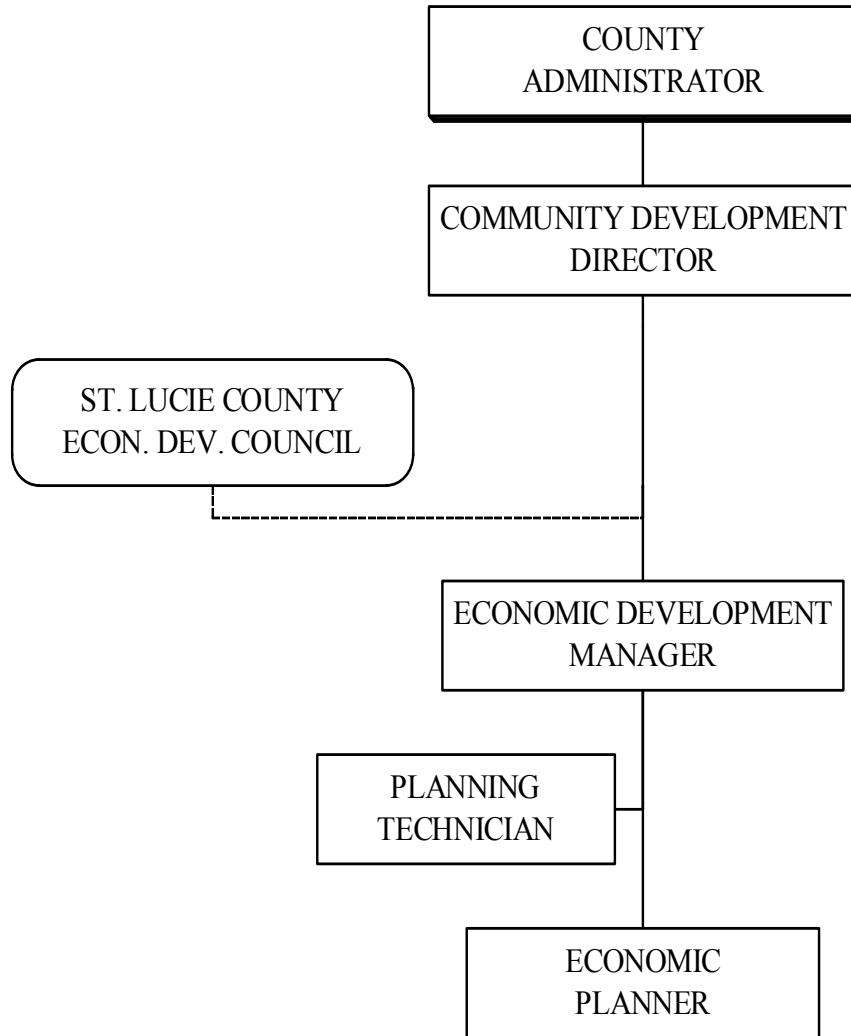 COUNTY
ADMINISTRATOR
COMMUNITY DEVELOPMENT
DIRECTOR
ST. LUCIE COUNTY
ECON. DEV. COUNCIL
ECONOMIC DEVELOPMENT
MANAGER
PLANNING
TECHNICIAN
ECONOMIC
PLANNER